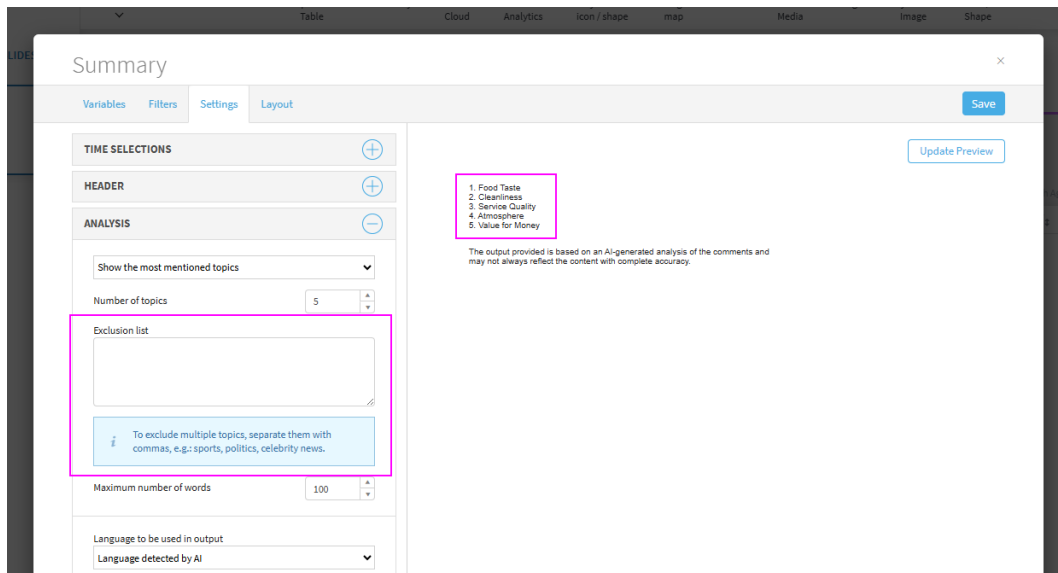 Table Cloud Analytics icon / shape map Media Image Shape
Summary
×
Variables Filters Settings Layout
Save
TIME SELECTIONS
HEADER
ANALYSIS
Show the most mentioned topics
Number of topics 5
Exclusion list
i To exclude multiple topics, separate them with
commas, e.g.: sports, politics, celebrity news.
Maximum number of words 100
Language to be used in output
Language detected by AI
Update Preview
1. Food Taste
2. Cleanliness
3. Service Quality
4. Atmosphere
5. Value for Money
The output provided is based on an AI-generated analysis of the comments and
may not always reflect the content with complete accuracy.